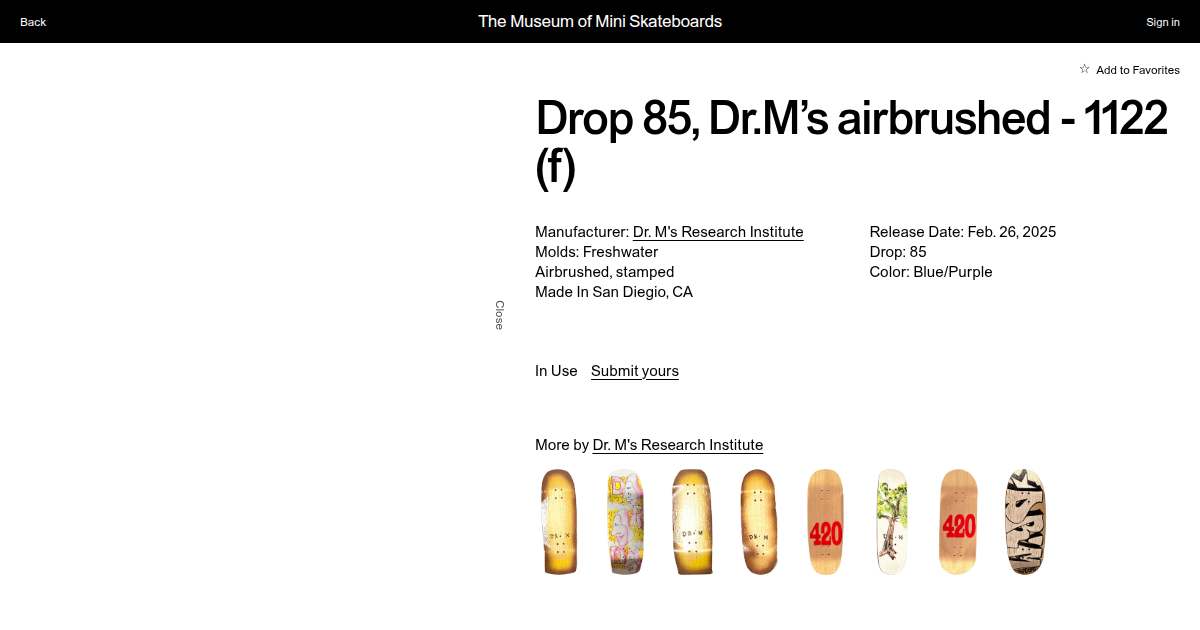 Back
The Museum of Mini Skateboards
Sign in
☆ Add to Favorites
Drop 85, Dr.M’s airbrushed - 1122
(f)
Manufacturer: Dr. M's Research Institute
Molds: Freshwater
Airbrushed, stamped
Made In San Diegio, CA
Release Date: Feb. 26, 2025
Drop: 85
Color: Blue/Purple
Close
In Use Submit yours
More by Dr. M's Research Institute
DR. M
DR. M
420
420